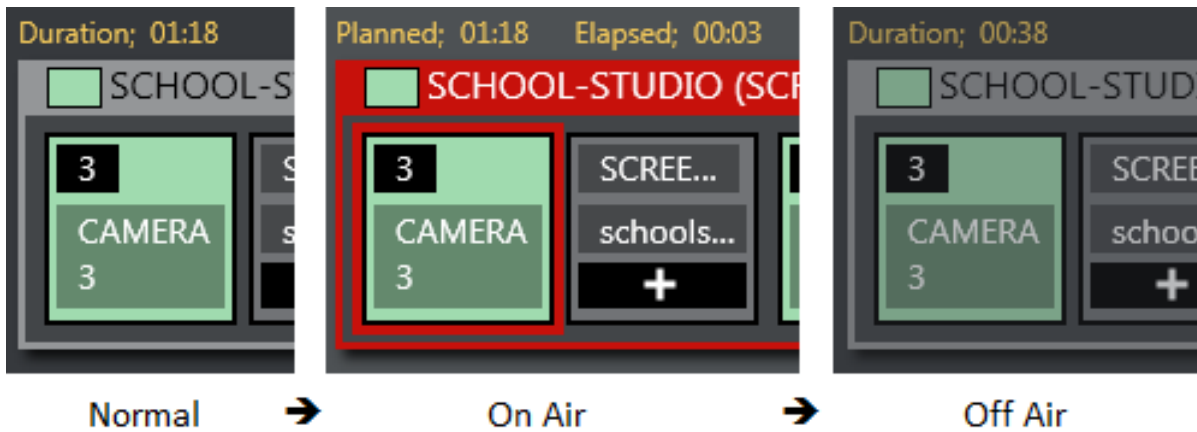 Duration; 01:18
SCHOOL-S
3
CAMERA
3
Normal
➔
Planned; 01:18 Elapsed; 00:03
SCHOOL-STUDIO (SCR
3
CAMERA
3
SCREE...
schools...
+
On Air
➔
Duration; 00:38
SCHOOL-STUD
3
CAMERA
3
SCREE
schoo
+
Off Air